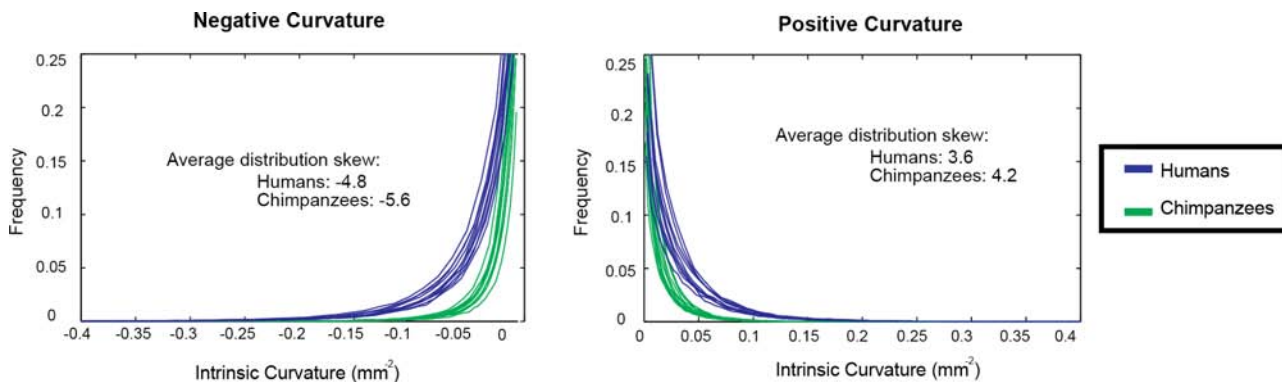 Negative Curvature
Frequency
0.25
0.2
0.15
0.1
0.05
0
Average distribution skew:
Humans: -4.8
Chimpanzees: -5.6
-0.4 -0.35 -0.3 -0.25 -0.2 -0.15 -0.1 -0.05 0
Intrinsic Curvature (mm⁻²)
Positive Curvature
Frequency
0.25
0.2
0.15
0.1
0.05
0
Average distribution skew:
Humans: 3.6
Chimpanzees: 4.2
0 0.05 0.1 0.15 0.2 0.25 0.3 0.35 0.4
Intrinsic Curvature (mm⁻²)
Humans
Chimpanzees